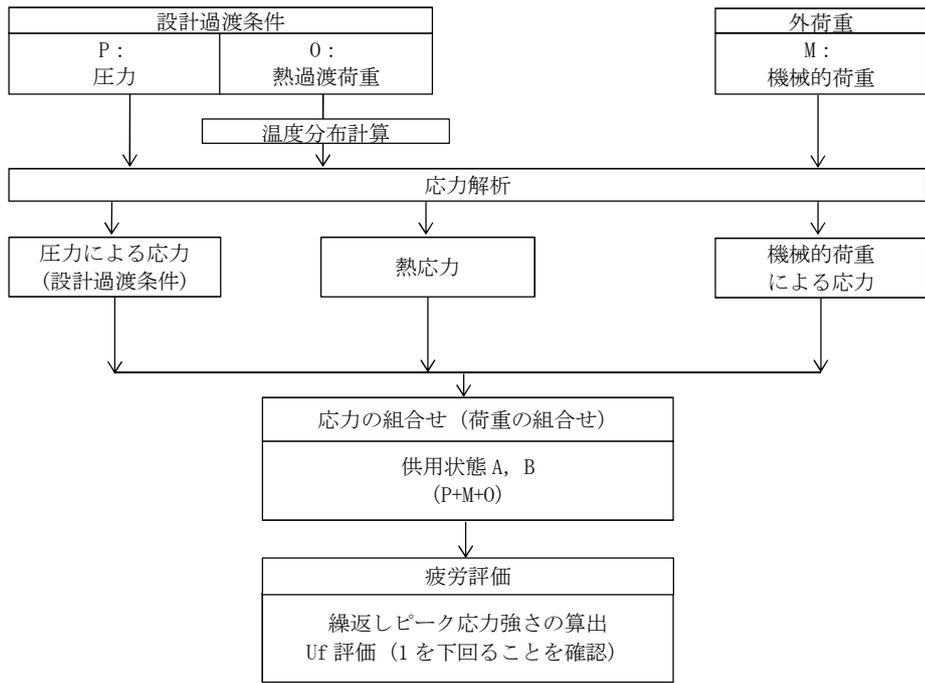 設計過渡条件
P：
圧力
O：
熱過渡荷重
外荷重
M：
機械的荷重
温度分布計算
応力解析
圧力による応力
(設計過渡条件)
熱応力
機械的荷重
による応力
応力の組合せ（荷重の組合せ）
供用状態 A, B
(P+M+O)
疲労評価
繰返しピーク応力強さの算出
Uf 評価（1 を下回ることを確認）